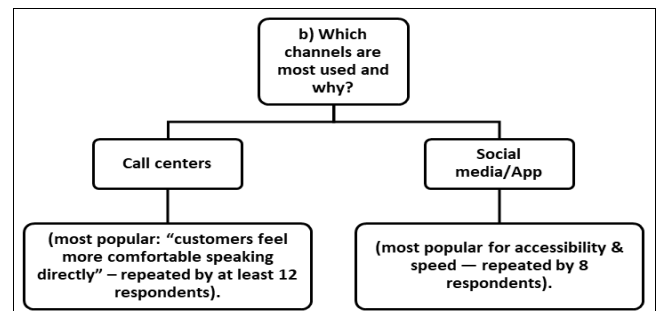 b) Which
channels are
most used and
why?
Call centers
Social
media/App
(most popular: “customers feel
more comfortable speaking
directly” – repeated by at least 12
respondents).
(most popular for accessibility &
speed — repeated by 8
respondents).